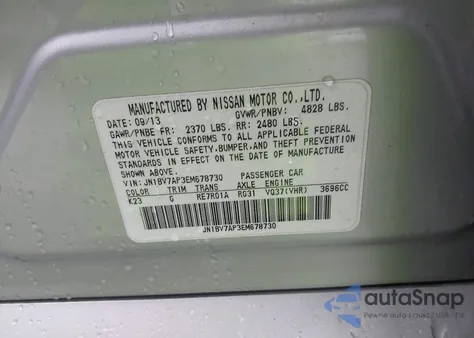 MANUFACTURED BY NISSAN MOTOR CO.,LTD.
DATE: 09/13 GVWR/PNBV: 4828 LBS.
GAWR/PNBE FR: 2370 LBS. RR: 2480 LBS.
THIS VEHICLE CONFORMS TO ALL APPLICABLE FEDERAL
MOTOR VEHICLE SAFETY,BUMPER,AND THEFT PREVENTION
STANDARDS IN EFFECT ON THE DATE OF MANUFACTURE
SHOWN ABOVE.
VIN: JN1BV7AP3EM678730 PASSENGER CAR
COLOR TRIM TRANS AXLE ENGINE
K23 G RE7R01A RG31 VQ37(VHR) 3696CC
JN1BV7AP3EM678730
autoSnap